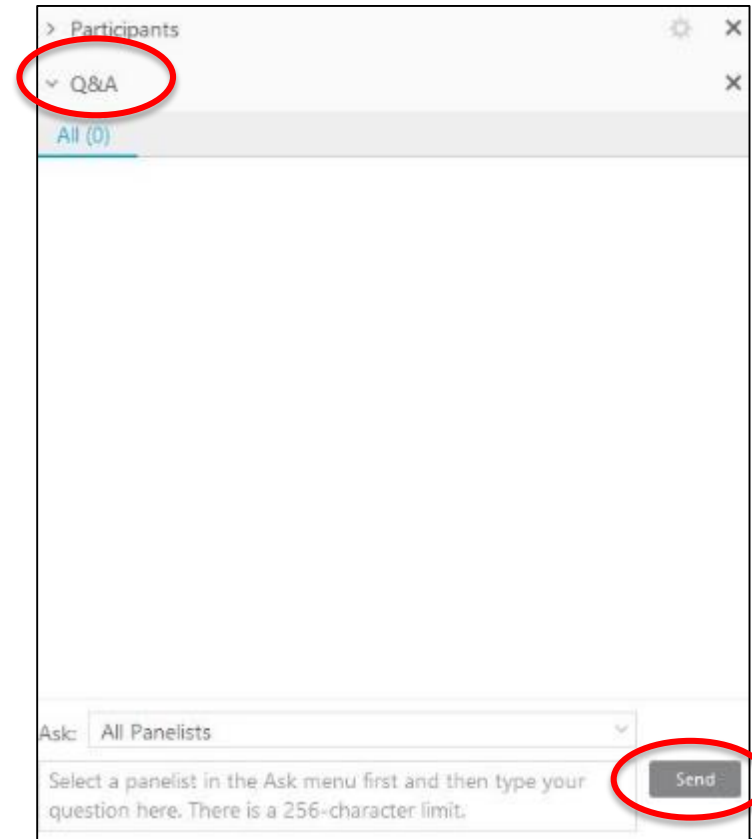 Participants
Q&A
All (0)
Ask: All Panelists
Select a panelist in the Ask menu first and then type your
question here. There is a 256-character limit.
Send